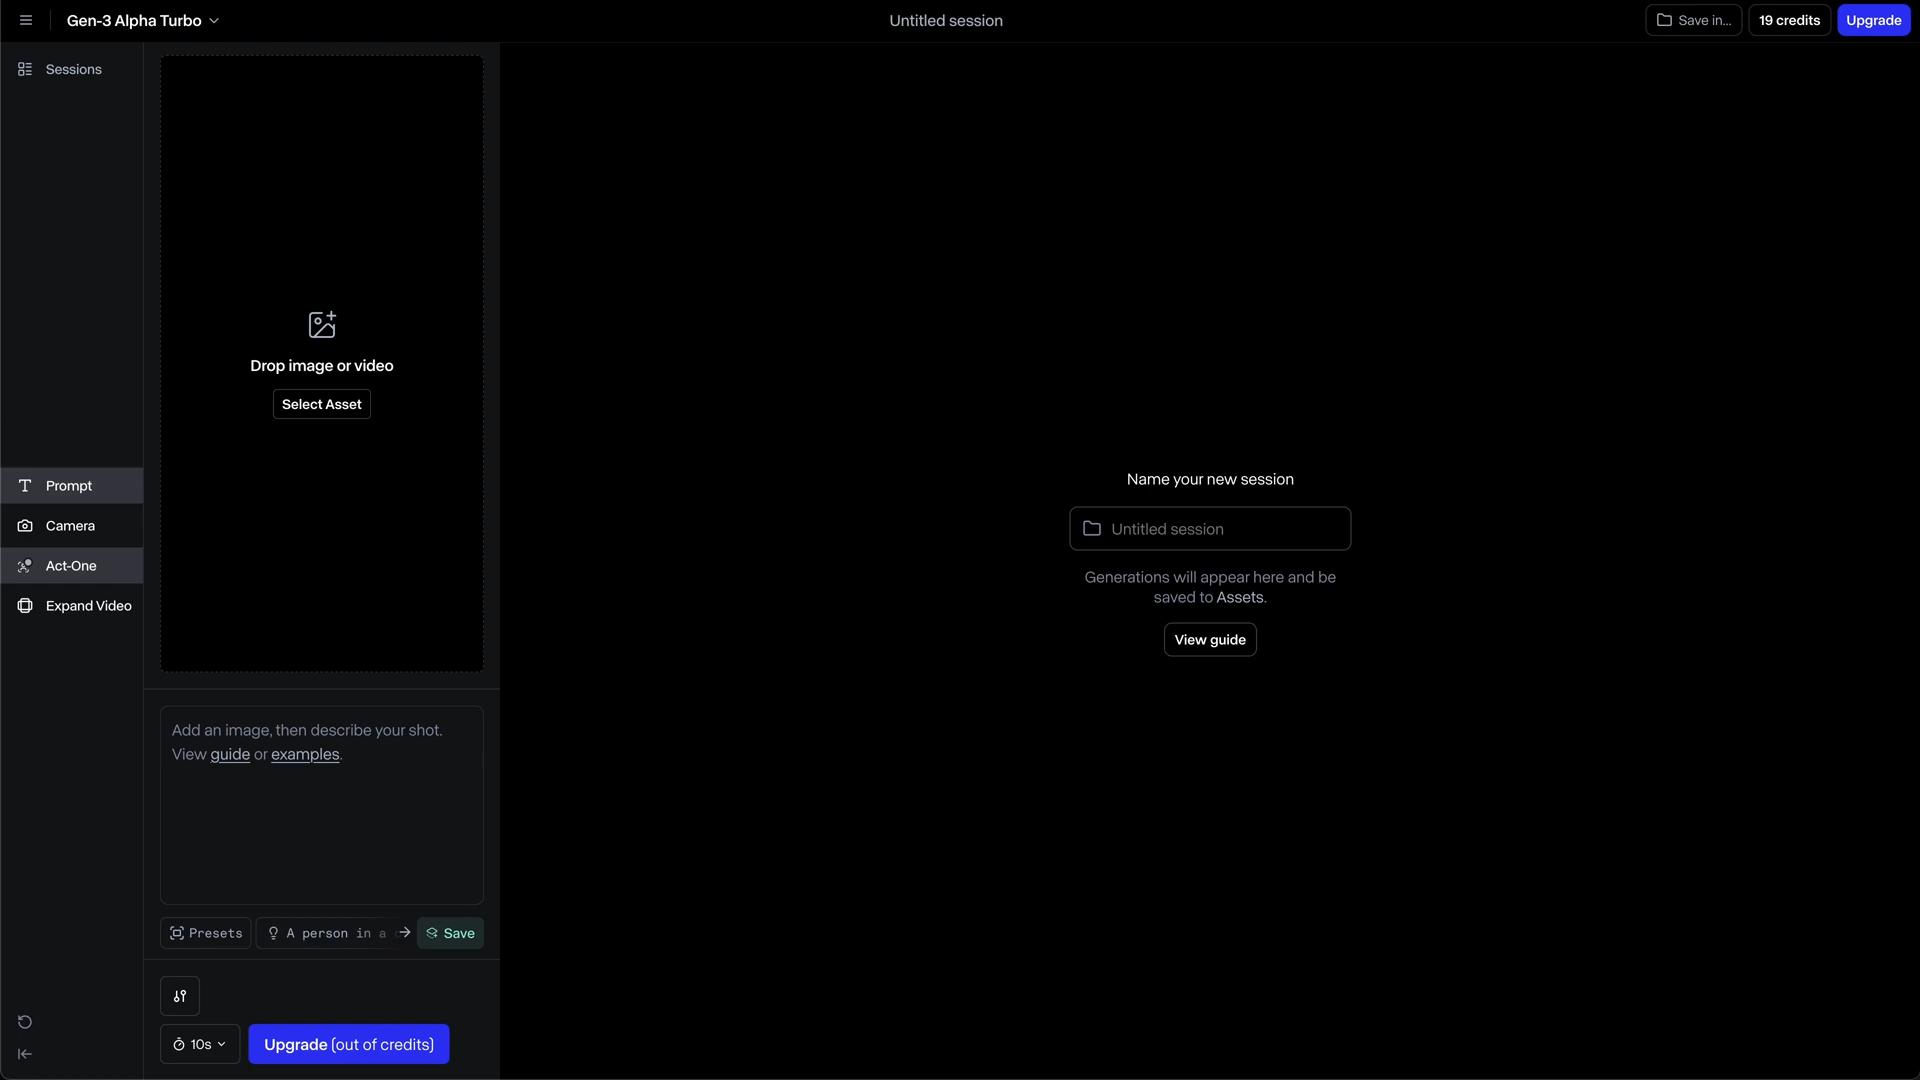 Gen-3 Alpha Turbo
Untitled session
Save in...
19 credits
Upgrade
Sessions
Drop image or video
Select Asset
Prompt
Camera
Act-One
Expand Video
Name your new session
Untitled session
Generations will appear here and be
saved to Assets.
View guide
Add an image, then describe your shot.
View guide or examples.
Presets
A person in a
Save
10s
Upgrade (out of credits)